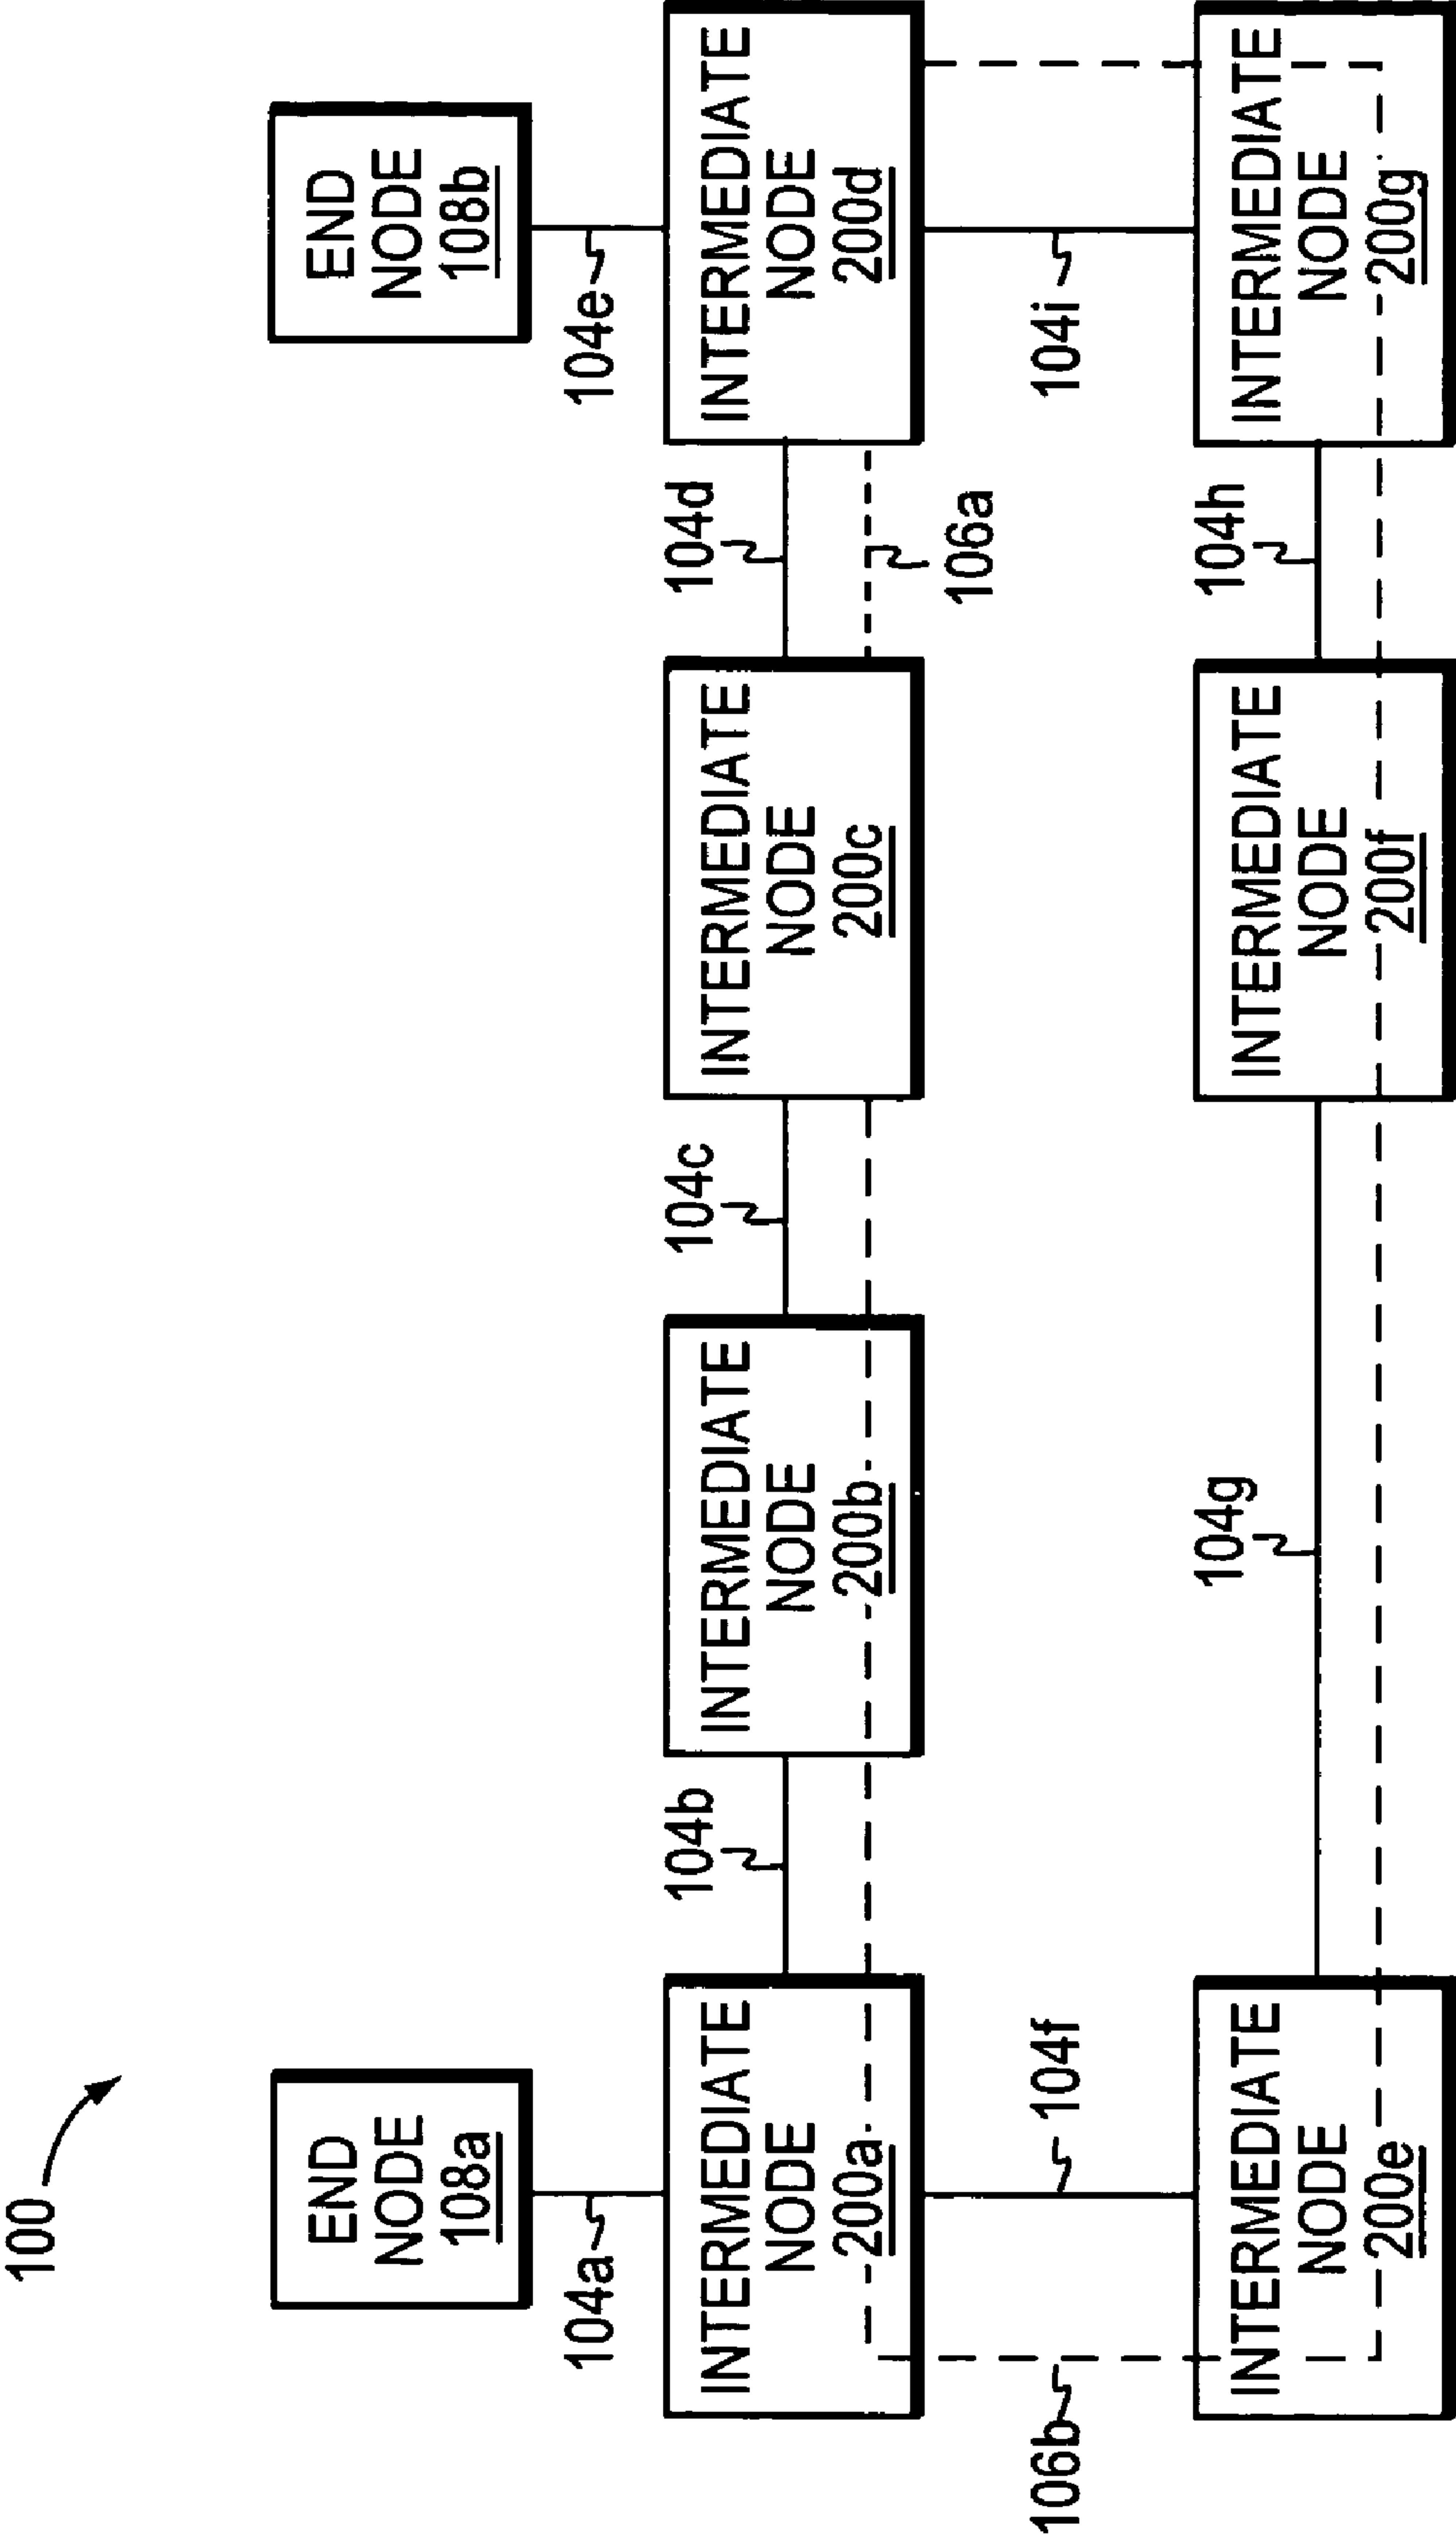 100
END
NODE
108a
END
NODE
108b
104a
104e
INTERMEDIATE
NODE
200a
104b
INTERMEDIATE
NODE
200b
104c
INTERMEDIATE
NODE
200c
104d
INTERMEDIATE
NODE
200d
106a
106b
104f
104i
INTERMEDIATE
NODE
200e
104g
INTERMEDIATE
NODE
200f
104h
INTERMEDIATE
NODE
200g